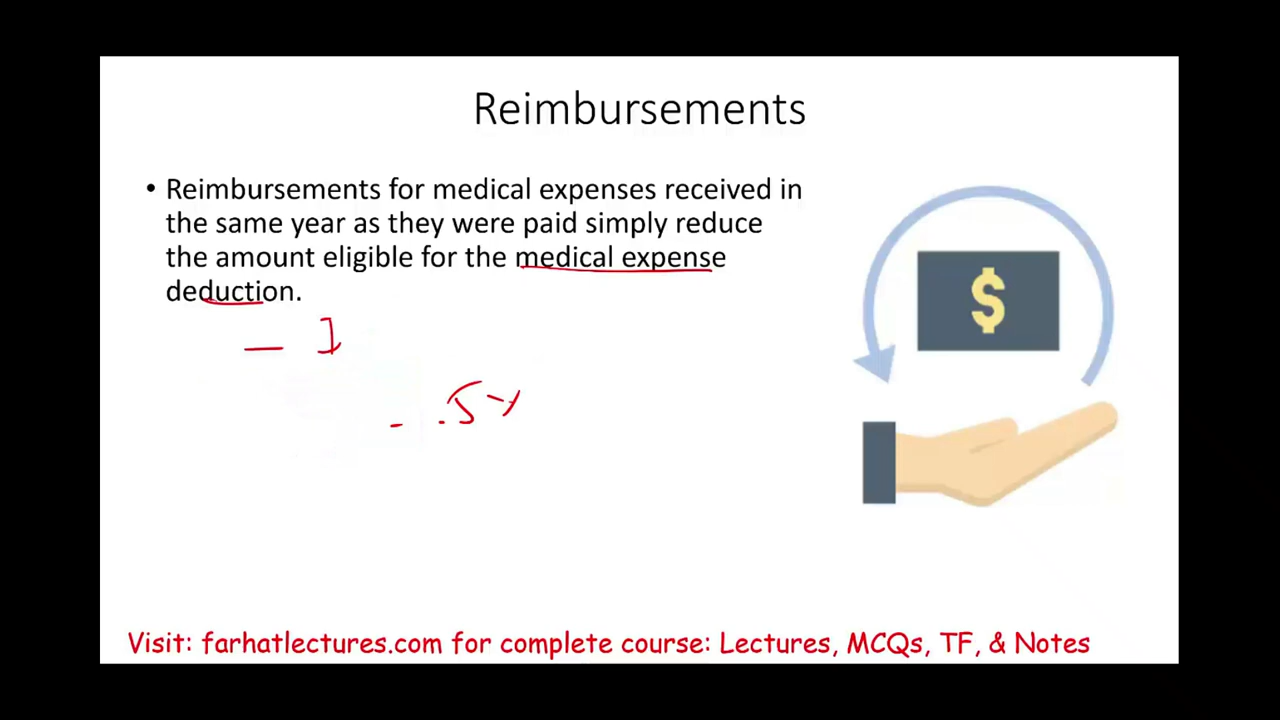 Reimbursements
• Reimbursements for medical expenses received in
the same year as they were paid simply reduce
the amount eligible for the medical expense
deduction.
$
Visit: farhatlectures.com for complete course: Lectures, MCQs, TF, & Notes